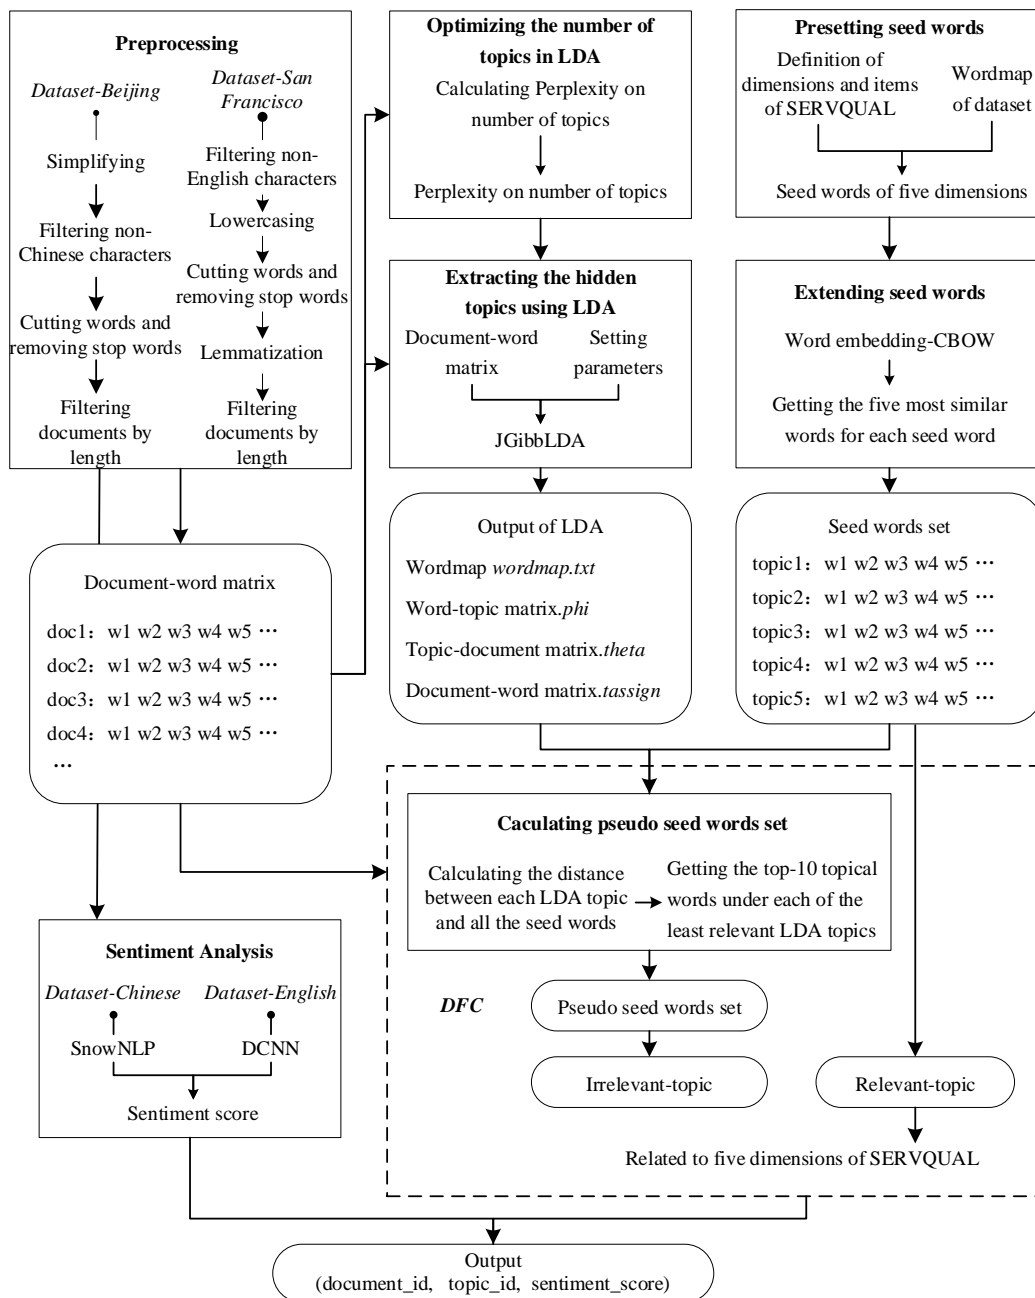 Preprocessing
Dataset-Beijing
Simplifying
Filtering non-
Chinese characters
Cutting words and
removing stop words
Filtering
documents by
length
Dataset-San
Francisco
Filtering non-
English characters
Lowercasing
Cutting words and
removing stop words
Lemmatization
Filtering
documents by
length
Optimizing the number of
topics in LDA
Calculating Perplexity on
number of topics
Perplexity on number of topics
Presetting seed words
Definition of
dimensions and items
of SERVQUAL
Wordmap
of dataset
Seed words of five dimensions
Extracting the hidden
topics using LDA
Document-word
matrix
Setting
parameters
JGibbLDA
Extending seed words
Word embedding-CBOW
Getting the five most similar
words for each seed word
Document-word matrix
doc1: w1 w2 w3 w4 w5 ···
doc2: w1 w2 w3 w4 w5 ···
doc3: w1 w2 w3 w4 w5 ···
doc4: w1 w2 w3 w4 w5 ···
···
Output of LDA
Wordmap wordmap.txt
Word-topic matrix.phi
Topic-document matrix.theta
Document-word matrix.tassign
Seed words set
topic1: w1 w2 w3 w4 w5 ···
topic2: w1 w2 w3 w4 w5 ···
topic3: w1 w2 w3 w4 w5 ···
topic4: w1 w2 w3 w4 w5 ···
topic5: w1 w2 w3 w4 w5 ···
Caculating pseudo seed words set
Calculating the distance
between each LDA topic
and all the seed words
Getting the top-10 topical
words under each of the
least relevant LDA topics
DFC
Pseudo seed words set
Irrelevant-topic
Relevant-topic
Related to five dimensions of SERVQUAL
Sentiment Analysis
Dataset-Chinese
Dataset-English
SnowNLP
DCNN
Sentiment score
Output
(document_id, topic_id, sentiment_score)